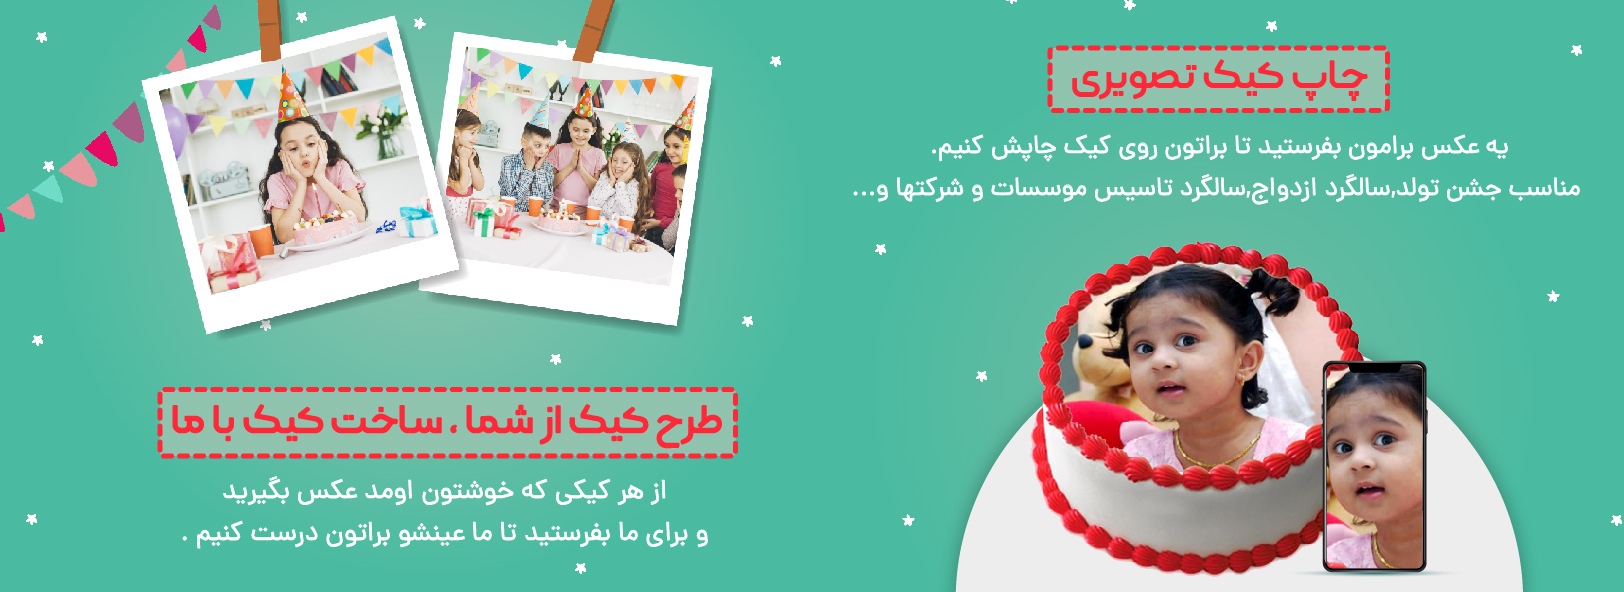 چاپ کیک تصویری
یه عکس برامون بفرستید تا براتون روی کیک چاپش کنیم.
مناسب جشن تولد,سالگرد ازدواج,سالگرد تاسیس موسسات و شرکتها و...
طرح کیک از شما ، ساخت کیک با ما
از هر کیکی که خوشتون اومد عکس بگیرید
و برای ما بفرستید تا ما عینشو براتون درست کنیم .